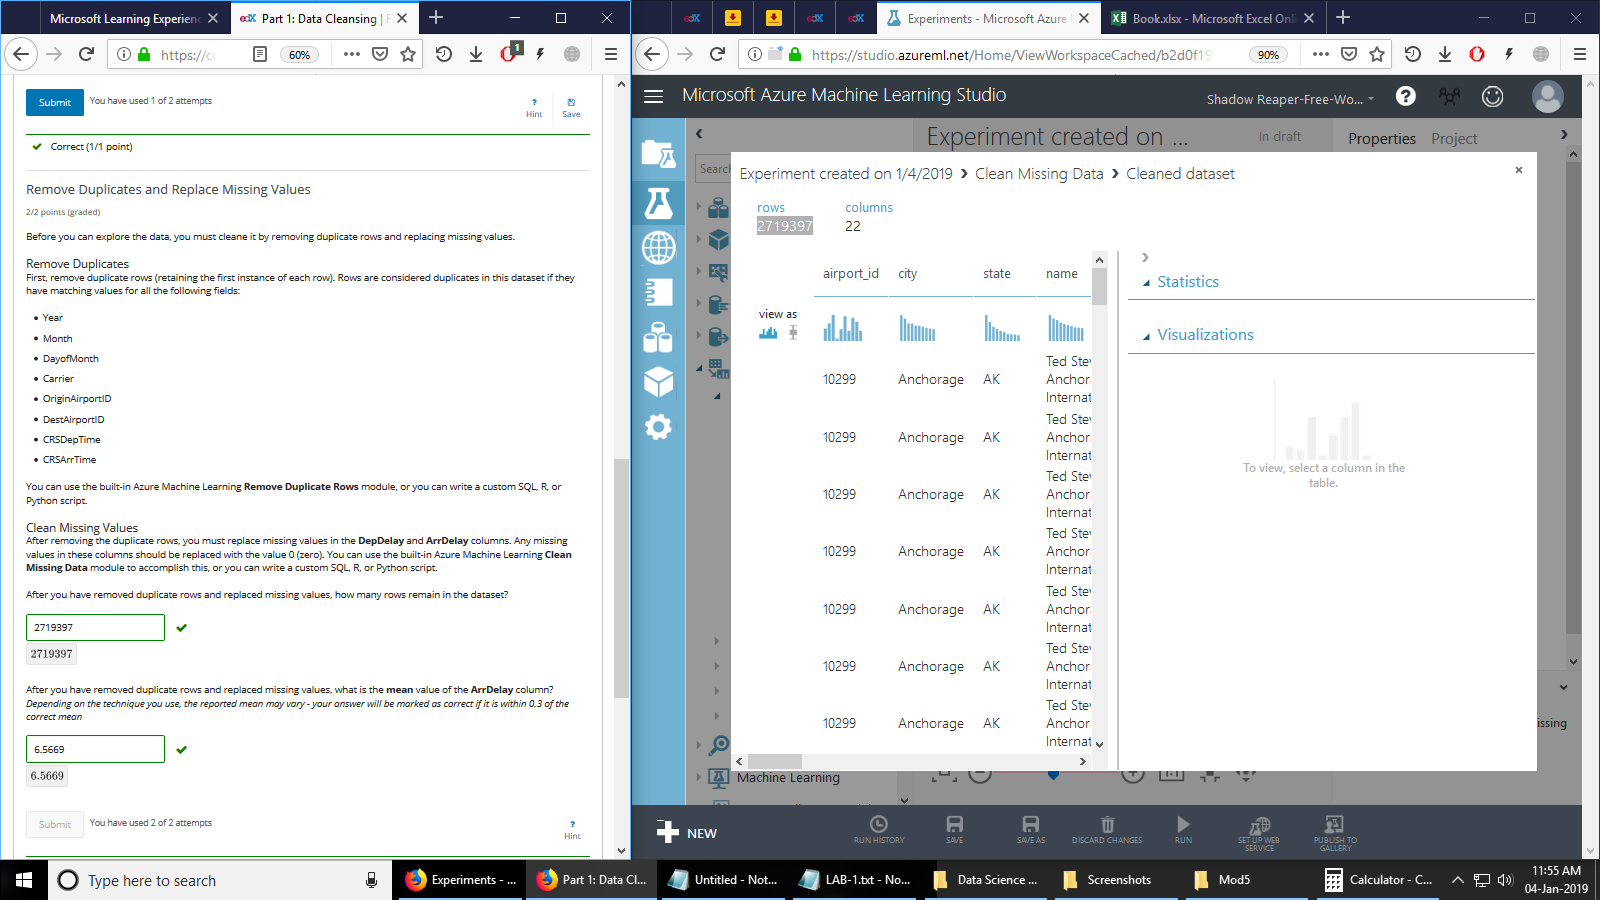 Microsoft Learning Experienc
edX Part 1: Data Cleansing |
https://c
60%
1
Submit
You have used 1 of 2 attempts
?
Hint
Save
Correct (1/1 point)
Remove Duplicates and Replace Missing Values
2/2 points (graded)
Before you can explore the data, you must cleane it by removing duplicate rows and replacing missing values.
Remove Duplicates
First, remove duplicate rows (retaining the first instance of each row). Rows are considered duplicates in this dataset if they
have matching values for all the following fields:
Year
Month
DayofMonth
Carrier
OriginAirportID
DestAirportID
CRSDepTime
CRSArrTime
You can use the built-in Azure Machine Learning Remove Duplicate Rows module, or you can write a custom SQL, R, or
Python script.
Clean Missing Values
After removing the duplicate rows, you must replace missing values in the DepDelay and ArrDelay columns. Any missing
values in these columns should be replaced with the value 0 (zero). You can use the built-in Azure Machine Learning Clean
Missing Data module to accomplish this, or you can write a custom SQL, R, or Python script.
After you have removed duplicate rows and replaced missing values, how many rows remain in the dataset?
2719397
2719397
After you have removed duplicate rows and replaced missing values, what is the mean value of the ArrDelay column?
Depending on the technique you use, the reported mean may vary - your answer will be marked as correct if it is within 0.3 of the
correct mean
6.5669
6.5669
Submit
You have used 2 of 2 attempts
?
Hint
edX
edX
edX
Experiments - Microsoft Azure
Book.xlsx - Microsoft Excel Onl
https://studio.azureml.net/Home/ViewWorkspaceCached/b2d0f19
90%
Microsoft Azure Machine Learning Studio
Shadow Reaper-Free-Wo...
?
Experiment created on ...
In draft
Properties
Project
Search
Experiment created on 1/4/2019 > Clean Missing Data > Cleaned dataset
rows
columns
2719397
22
airport_id
city
state
name
view as
10299 Anchorage AK Ted Stev
Anchora
Internat
10299 Anchorage AK Ted Stev
Anchora
Internat
10299 Anchorage AK Ted Stev
Anchora
Internat
10299 Anchorage AK Ted Stev
Anchora
Internat
10299 Anchorage AK Ted Stev
Anchora
Internat
10299 Anchorage AK Ted Stev
Anchora
Internat
10299 Anchorage AK Ted Stev
Anchora
Internat
Statistics
Visualizations
To view, select a column in the
table.
issing
Machine Learning
1:1
NEW
RUN HISTORY
SAVE
SAVE AS
DISCARD CHANGES
RUN
SET UP WEB
SERVICE
PUBLISH TO
GALLERY
Type here to search
Experiments - ...
Part 1: Data Cl...
Untitled - Not...
LAB-1.txt - No...
Data Science ...
Screenshots
Mod5
Calculator - C...
11:55 AM
04-Jan-2019